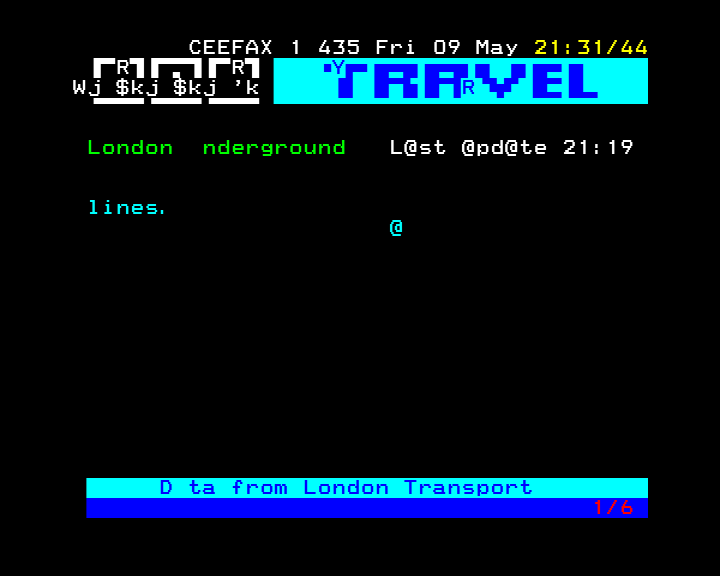 CEEFAX 1 435 Fri 09 May 21:31/44
Wj $kj $kj 'k TRAVEL
London nderground L@st @pd@te 21:19
lines.
@
D ta from London Transport
1/6